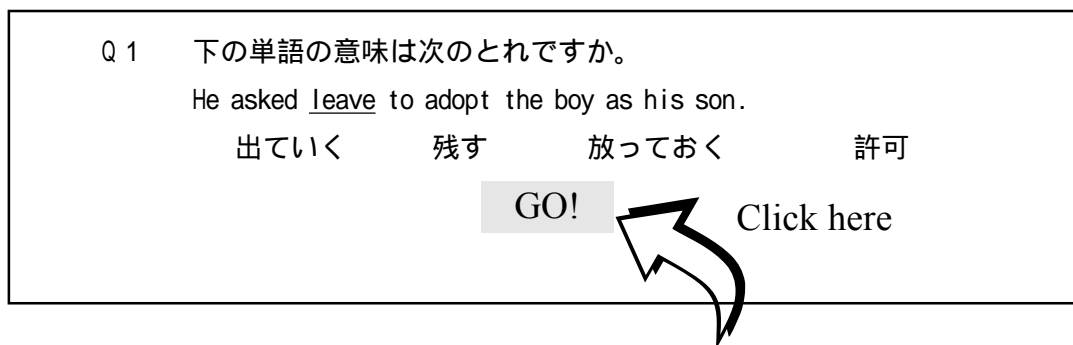 Q 1 下の単語の意味は次のとれですか。
He asked leave to adopt the boy as his son.
出ていく 残す 放っておく 許可
GO! Click here